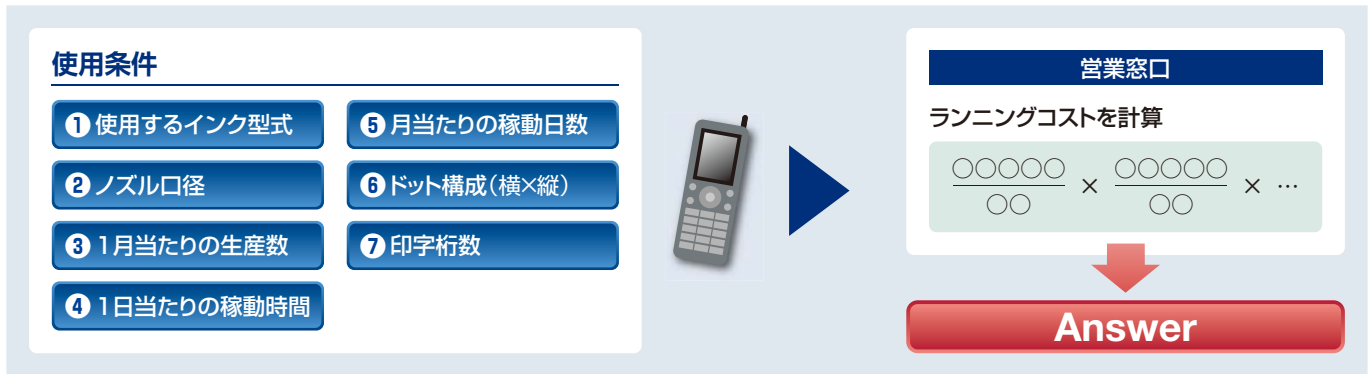 使用条件
❶使用するインク型式
❷ノズル口径
❸1月当たりの生産数
❹1日当たりの稼動時間
❺月当たりの稼動日数
❻ドット構成(横×縦)
❼印字桁数
営業窓口
ランニングコストを計算
○○○○○ × ○○○○○ × …
○○ ○○
Answer